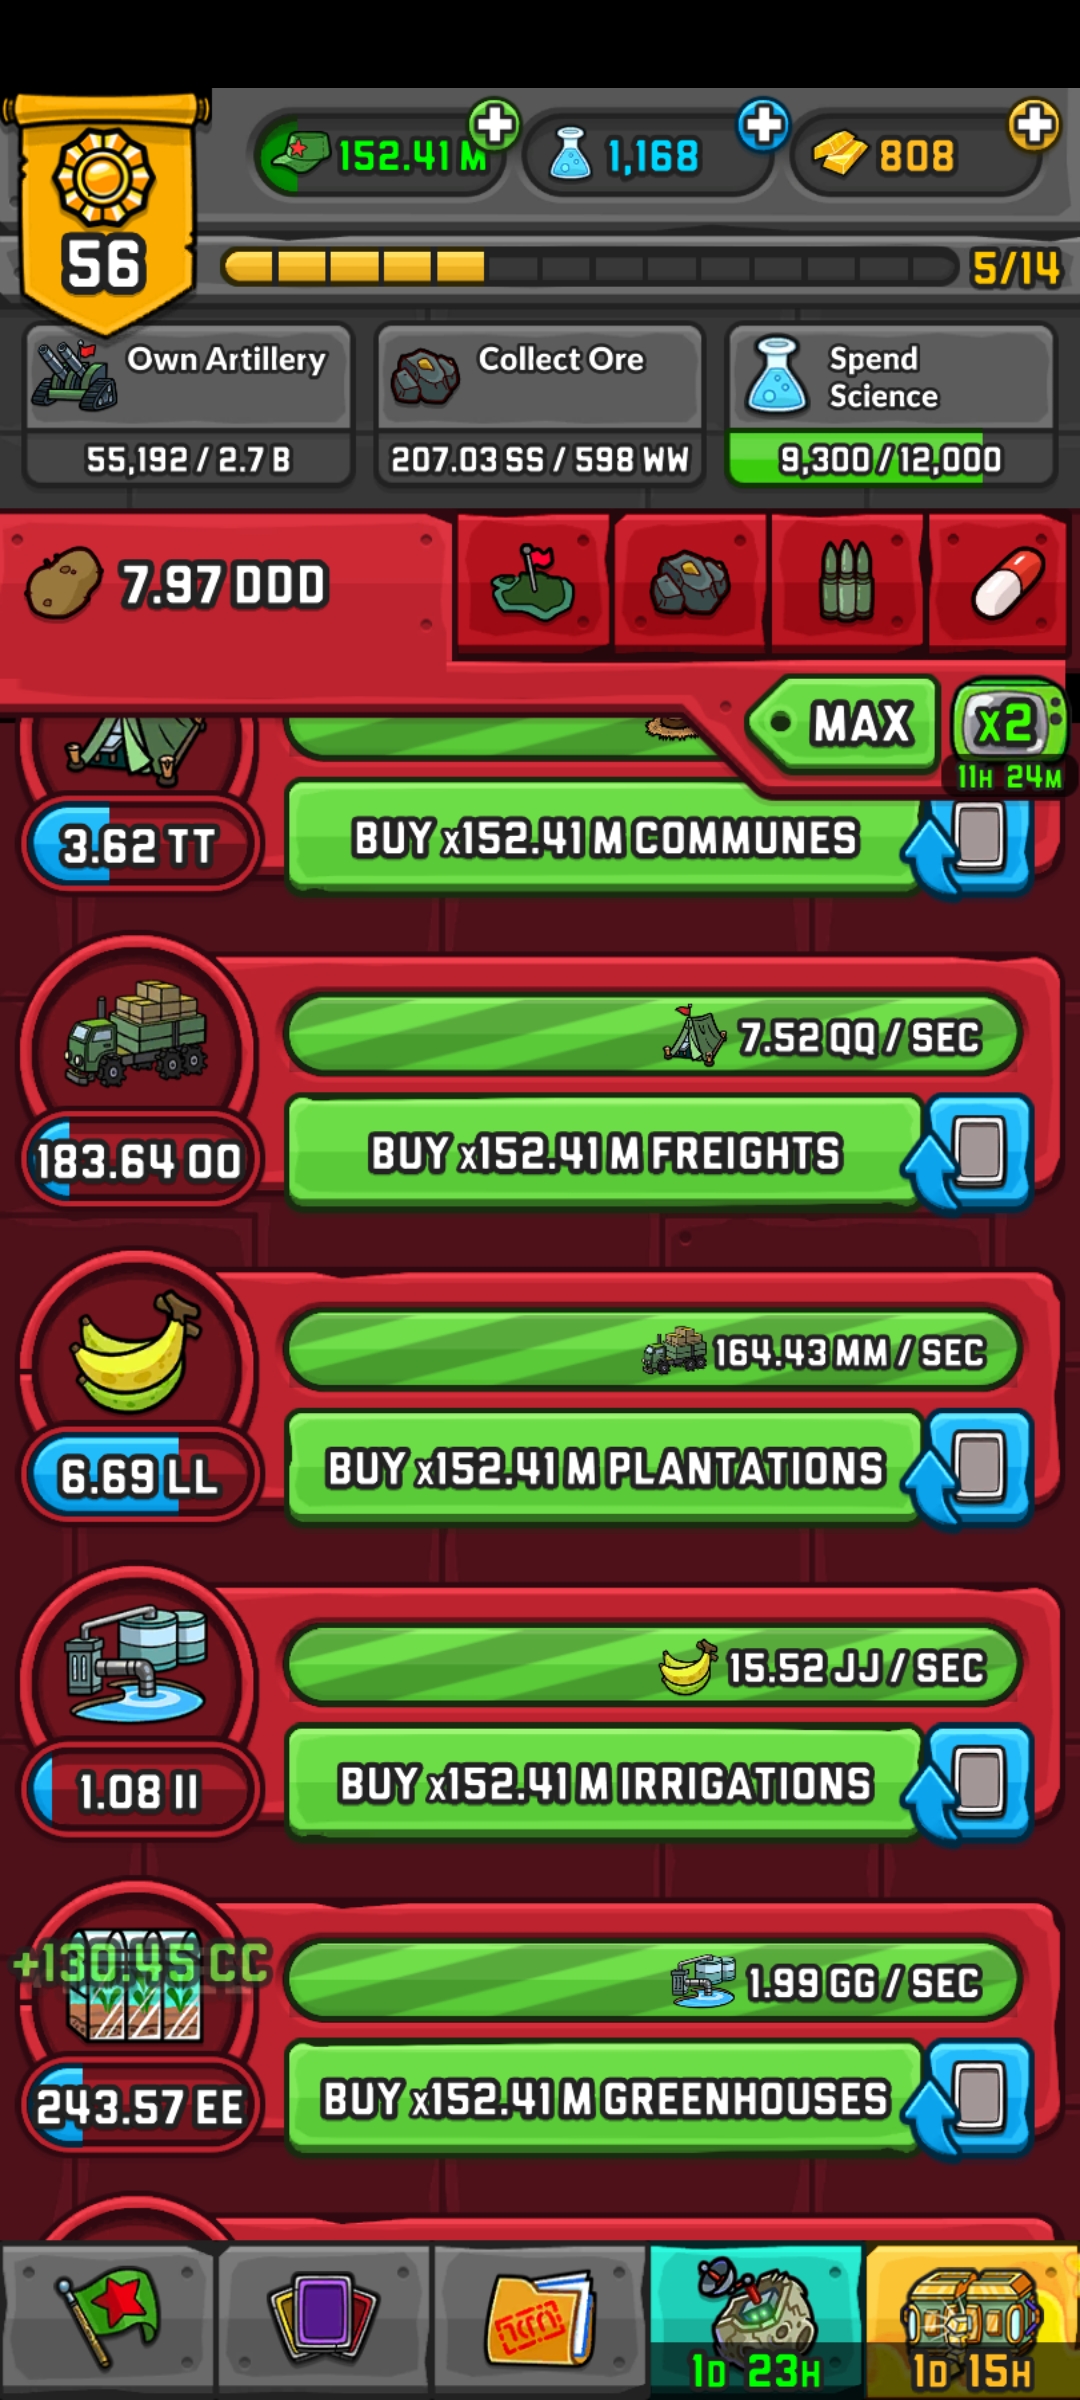 152.41 M
1,168
808
56
5/14
Own Artillery
Collect Ore
Spend
Science
55,192 / 2.7 B
207.03 SS / 598 WW
9,300 / 12,000
7.97 DDD
MAX
X2
11H 24M
3.62 TT
BUY x152.41 M COMMUNES
7.52 QQ / SEC
183.64 OO
BUY x152.41 M FREIGHTS
164.43 MM / SEC
6.69 LL
BUY x152.41 M PLANTATIONS
15.52 JJ / SEC
1.08 II
BUY x152.41 M IRRIGATIONS
+130.45 CC
1.99 GG / SEC
243.57 EE
BUY x152.41 M GREENHOUSES
1D 23H
1D 15H